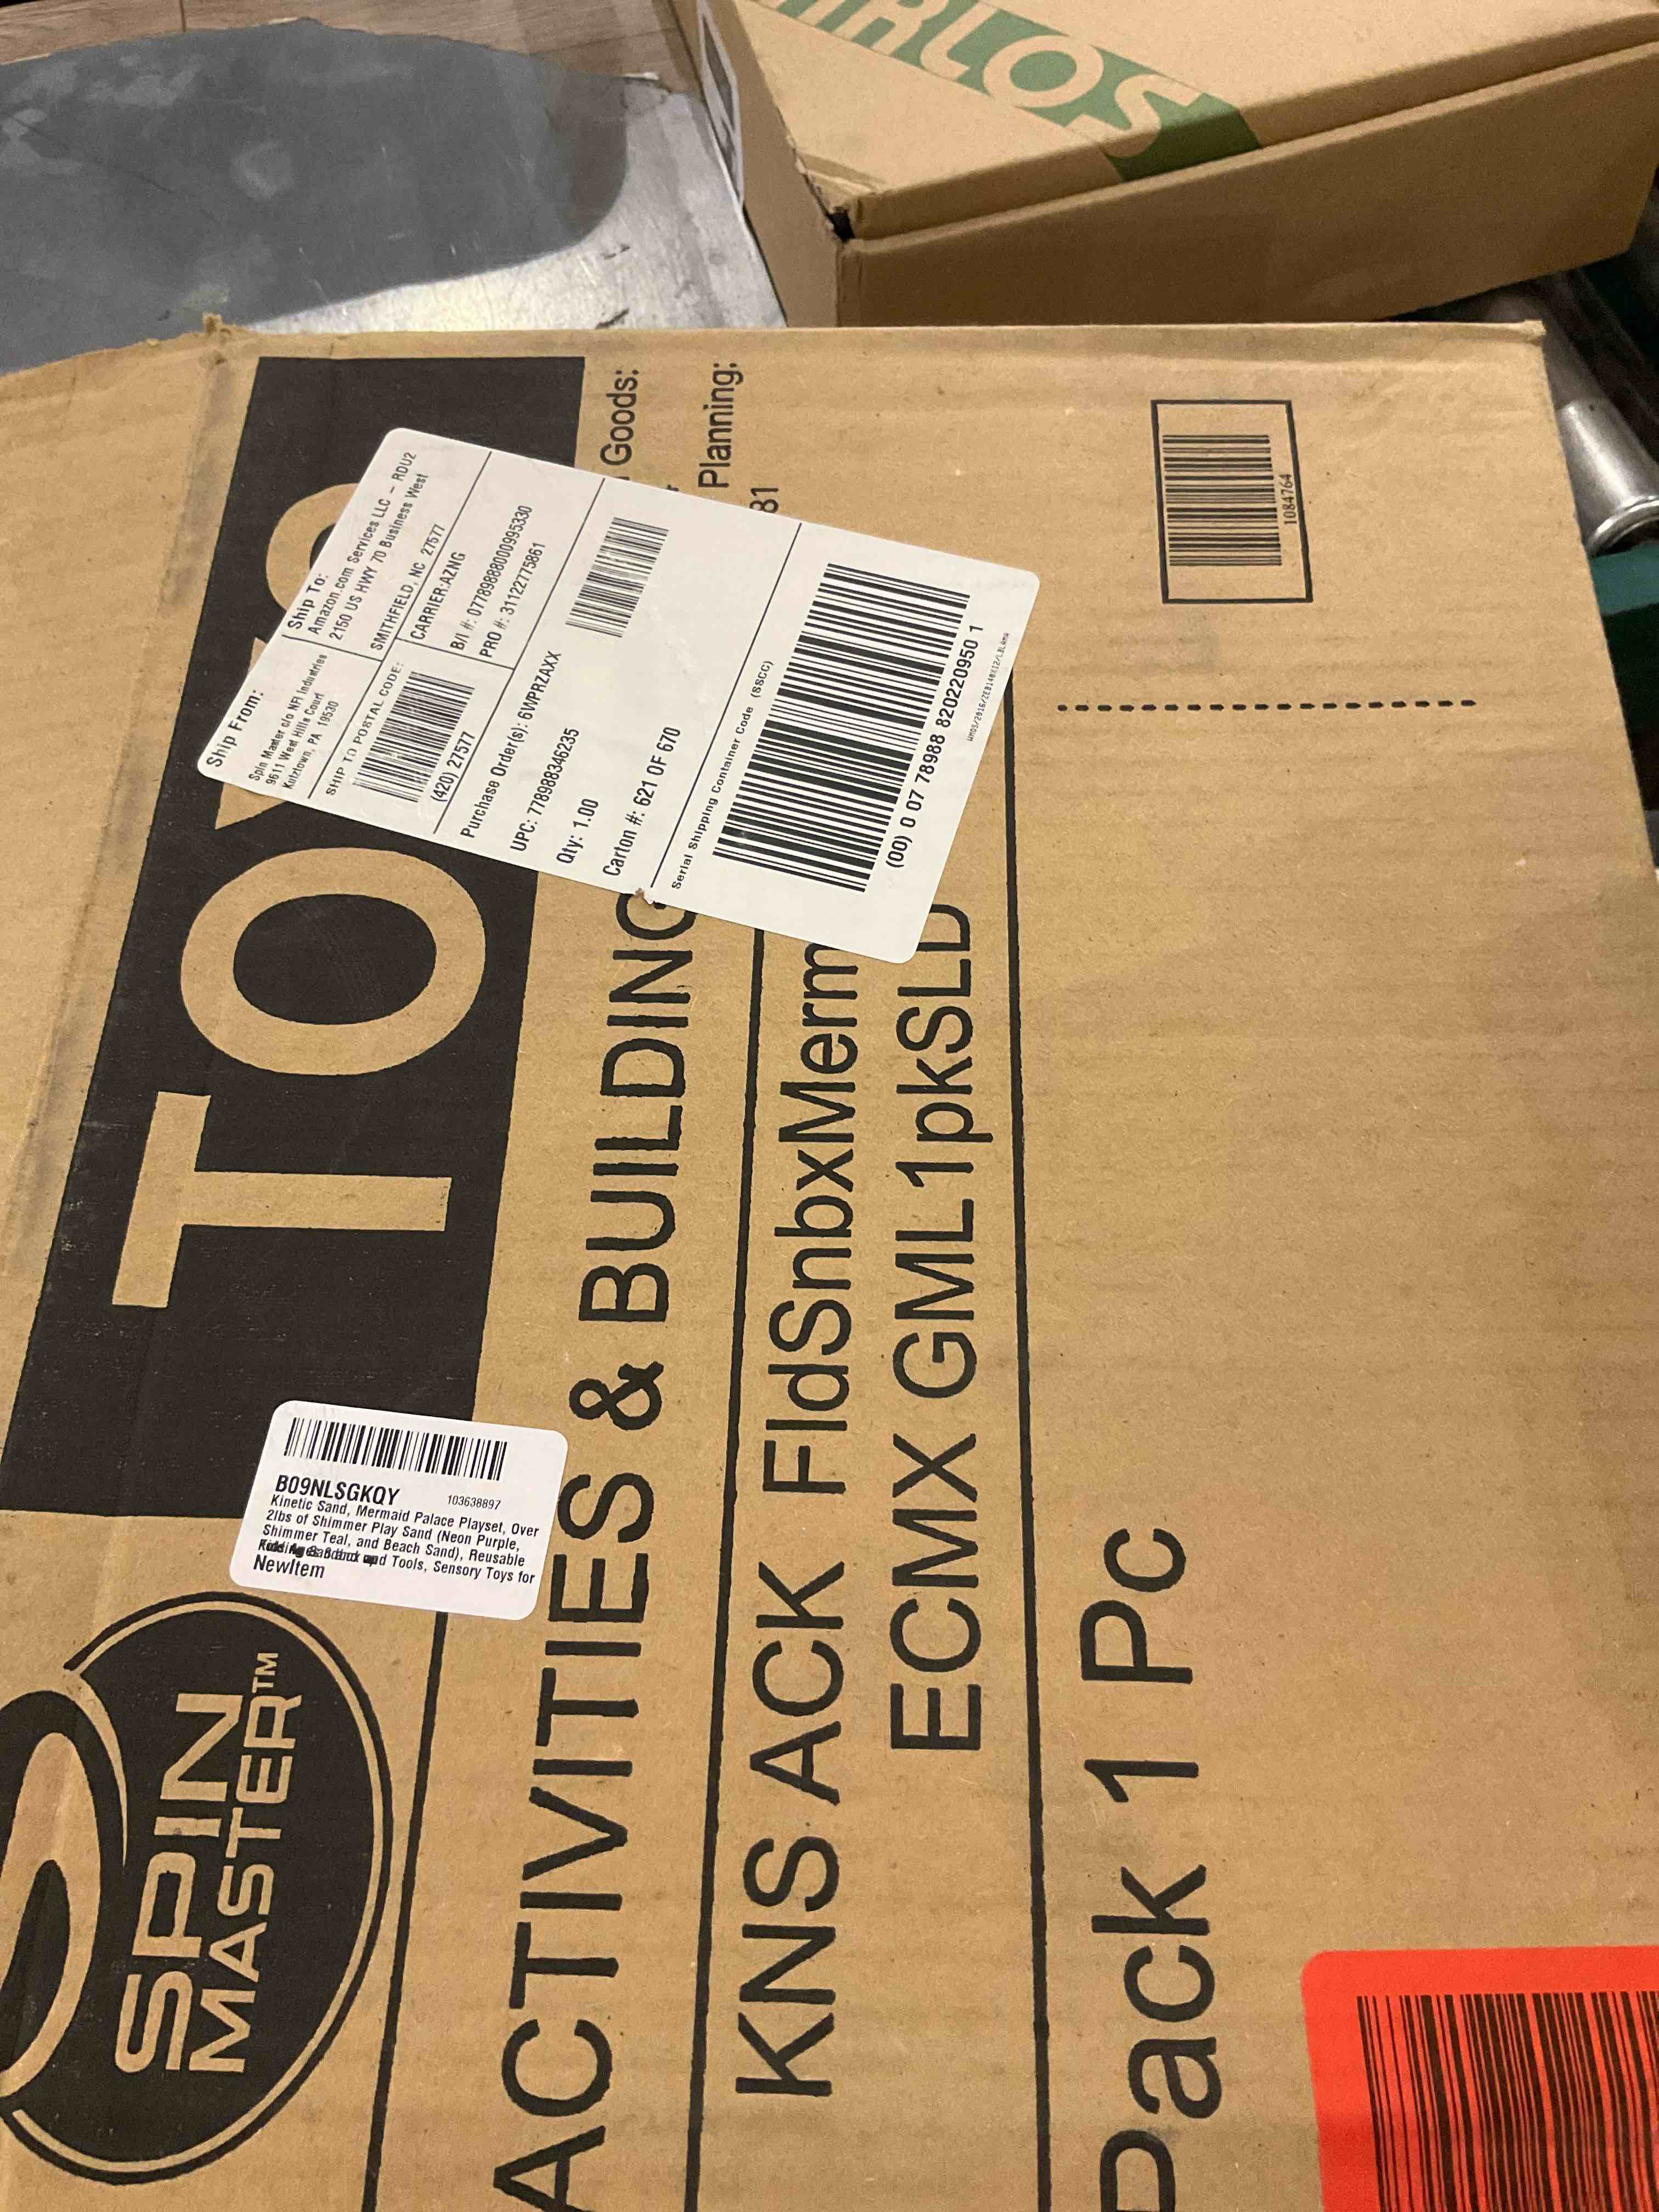 RLOS
Goods:
Planning:
81
Ship From:
Spin Master c/o NFI Industries
9611 West Hills Court
Kutztown, PA 19530
Ship To:
Amazon.com Services LLC - RDU2
2150 US HWY 70 Business West
SMITHFIELD, NC 27577
SHIP TO POSTAL CODE:
(420) 27577
CARRIER:AZNG
B/l #: 07789888000995330
PRO #: 31122775861
Purchase Order(s): 6WPRZAXX
UPC: 778988346235
Qty: 1.00
Carton #: 621 OF 670
Serial Shipping Container Code (SSCC)
(00) 0 07 78988 820220950 1
1084764
TOYS
B09NLSGKQY
103638897
Kinetic Sand, Mermaid Palace Playset, Over
2lbs of Shimmer Play Sand (Neon Purple,
Shimmer Teal, and Beach Sand), Reusable
and Tools, Sensory Toys for
NewItem
SPIN
MASTER™
ACTIVITIES & BUILDING
KNS ACK FldSnbxMerm
ECMX GML1pkSLD
Pack 1 Pc